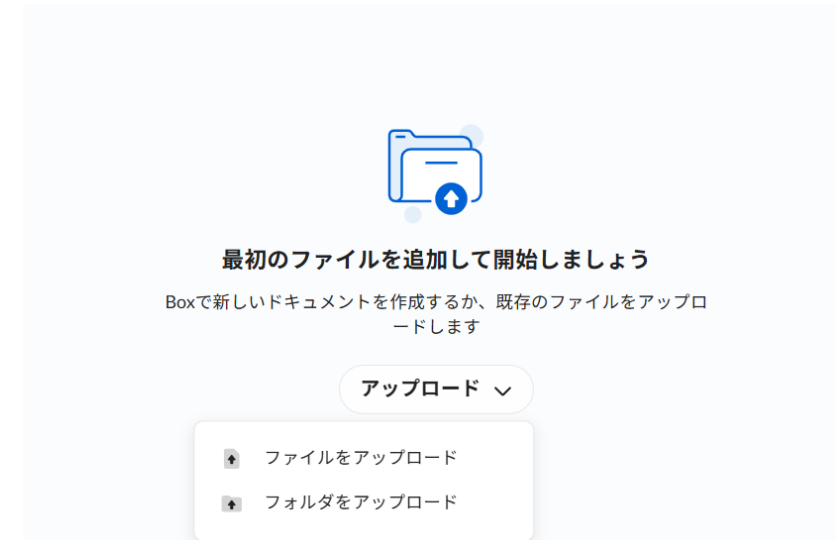 最初のファイルを追加して開始しましょう
Boxで新しいドキュメントを作成するか、既存のファイルをアップロ
ードします
アップロード
ファイルをアップロード
フォルダをアップロード